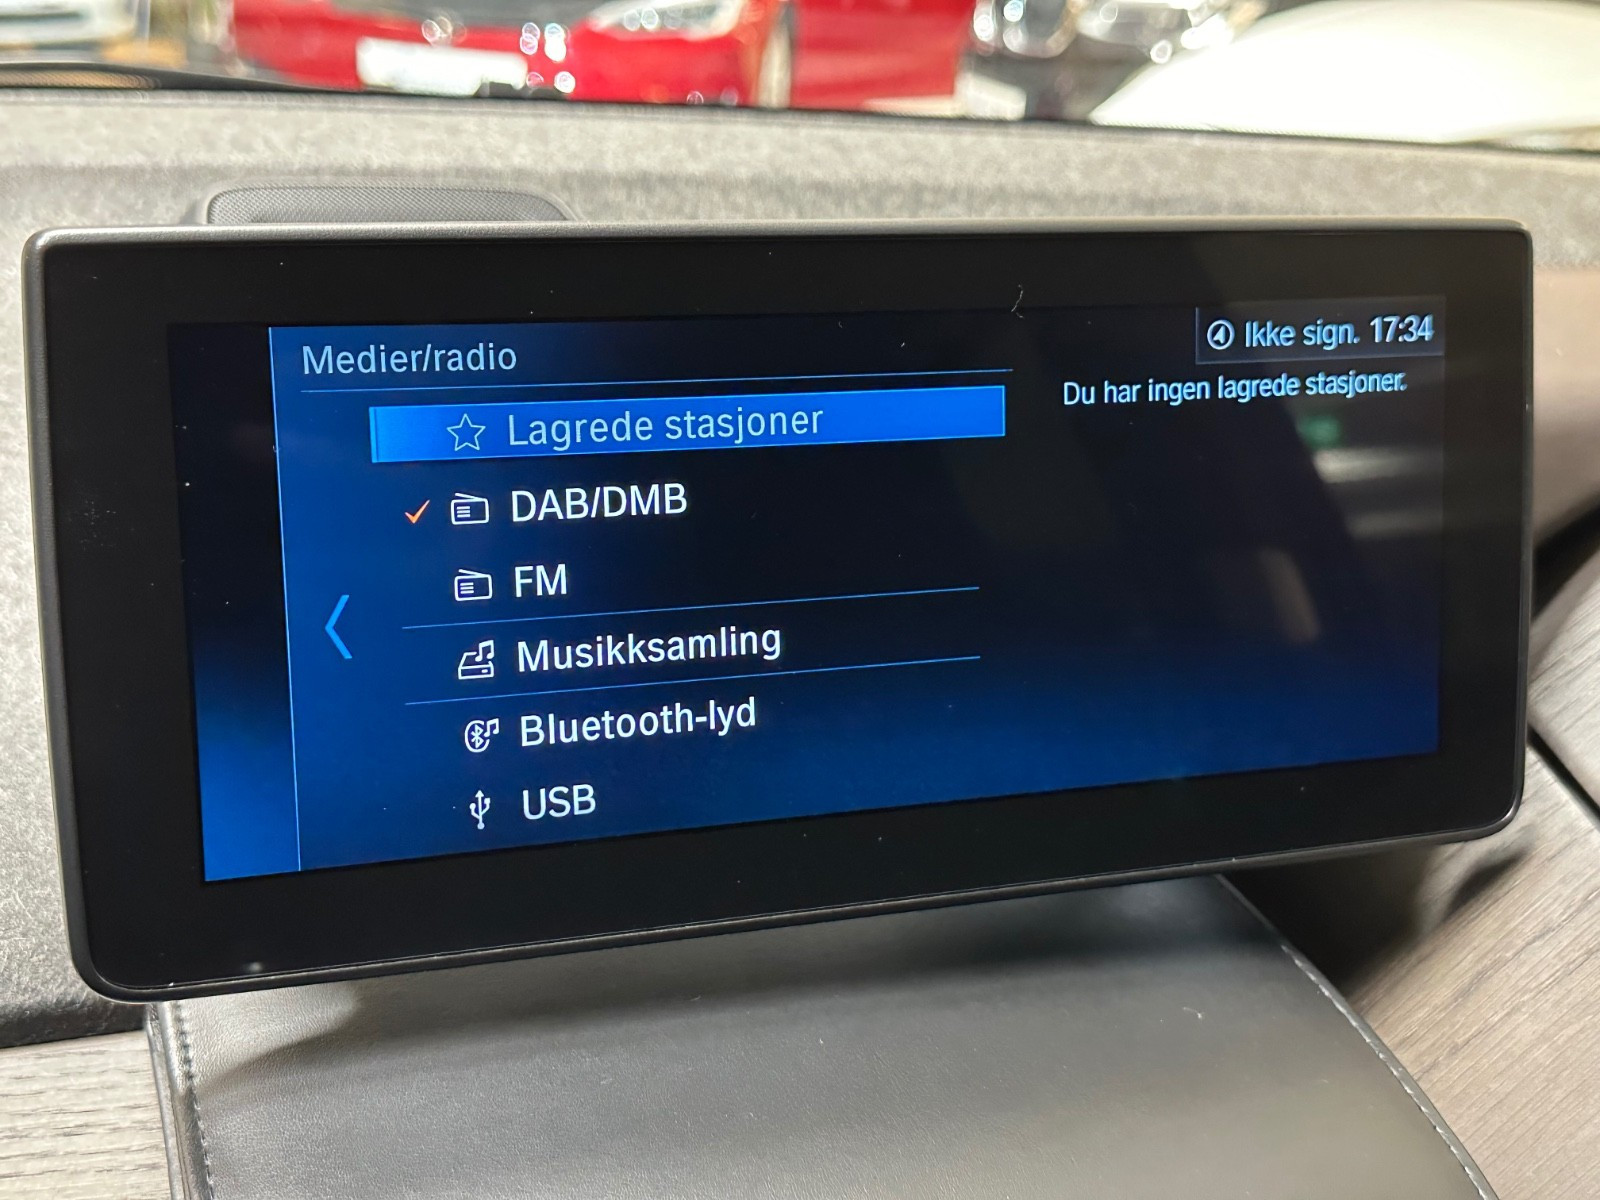 Medier/radio
Ikke sign. 17:34
Lagrede stasjoner
Du har ingen lagrede stasjoner.
DAB/DMB
FM
Musikksamling
Bluetooth-lyd
USB